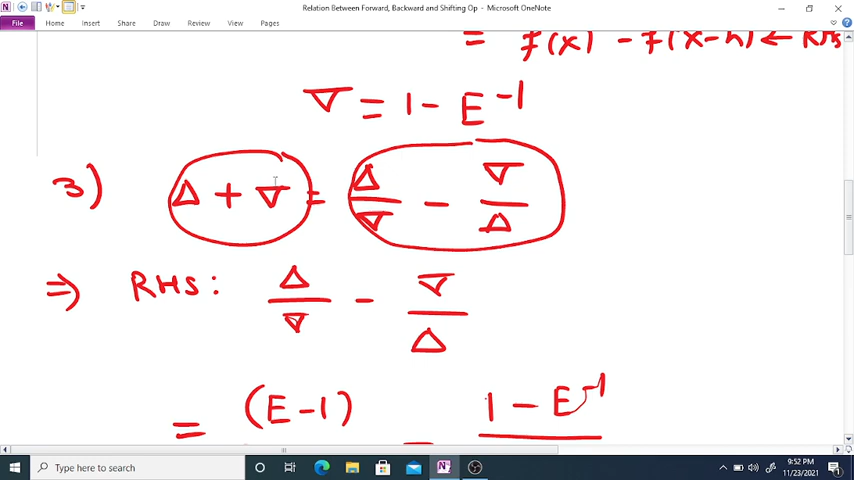 Relation Between Forward, Backward and Shifting Op - Microsoft OneNote
File Home Insert Draw History Review View Pages
= f(x) - f(x-h) ← RHS
∇ = 1 - E⁻¹
3) Δ + ∇ = Δ/∇ - ∇/Δ
⇒ RHS: Δ/∇ - ∇/Δ
= (E-1) 1 - E⁻¹
Type here to search
9:52 PM
11/23/2021